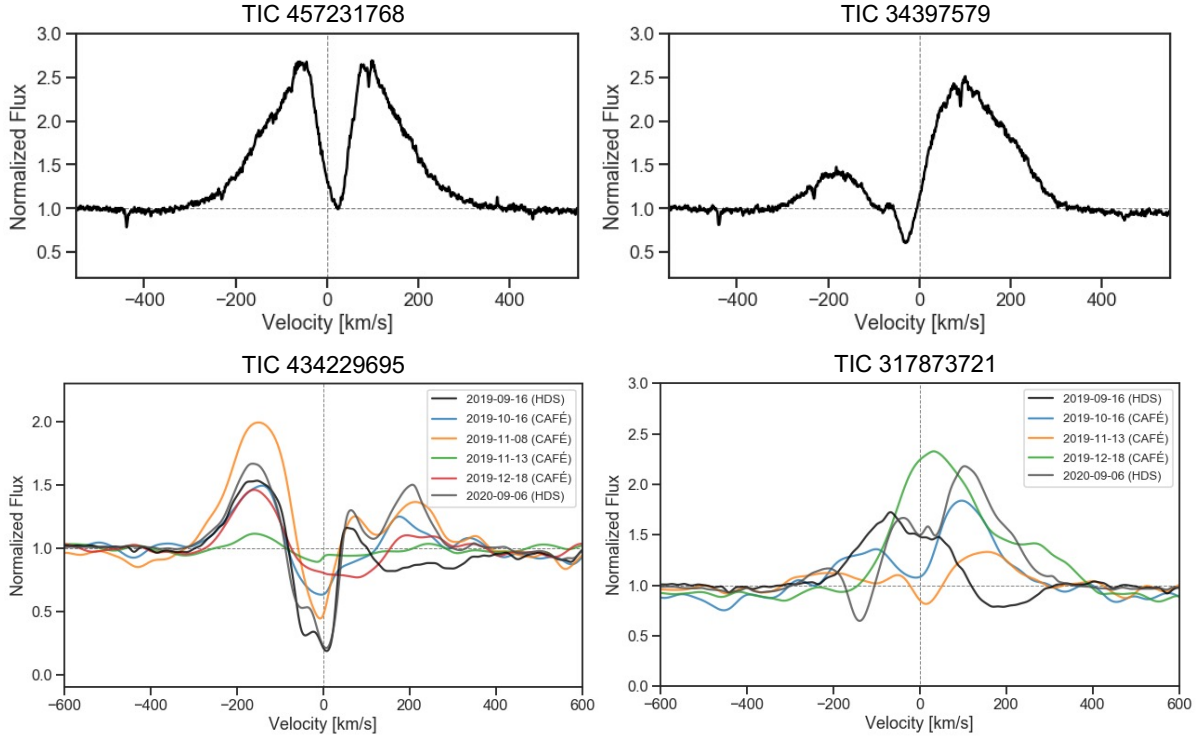 TIC 457231768
3.0
2.5
2.0
1.5
1.0
0.5
Normalized Flux
−400
−200
0
200
400
Velocity [km/s]
TIC 34397579
3.0
2.5
2.0
1.5
1.0
0.5
Normalized Flux
−400
−200
0
200
400
Velocity [km/s]
TIC 434229695
2019-09-16 (HDS)
2019-10-16 (CAFÉ)
2019-11-08 (CAFÉ)
2019-11-13 (CAFÉ)
2019-12-18 (CAFÉ)
2020-09-06 (HDS)
2.0
1.5
1.0
0.5
0.0
Normalized Flux
−600
−400
−200
0
200
400
600
Velocity [km/s]
TIC 317873721
2019-09-16 (HDS)
2019-10-16 (CAFÉ)
2019-11-13 (CAFÉ)
2019-12-18 (CAFÉ)
2020-09-06 (HDS)
3.0
2.5
2.0
1.5
1.0
0.5
0.0
Normalized Flux
−600
−400
−200
0
200
400
600
Velocity [km/s]